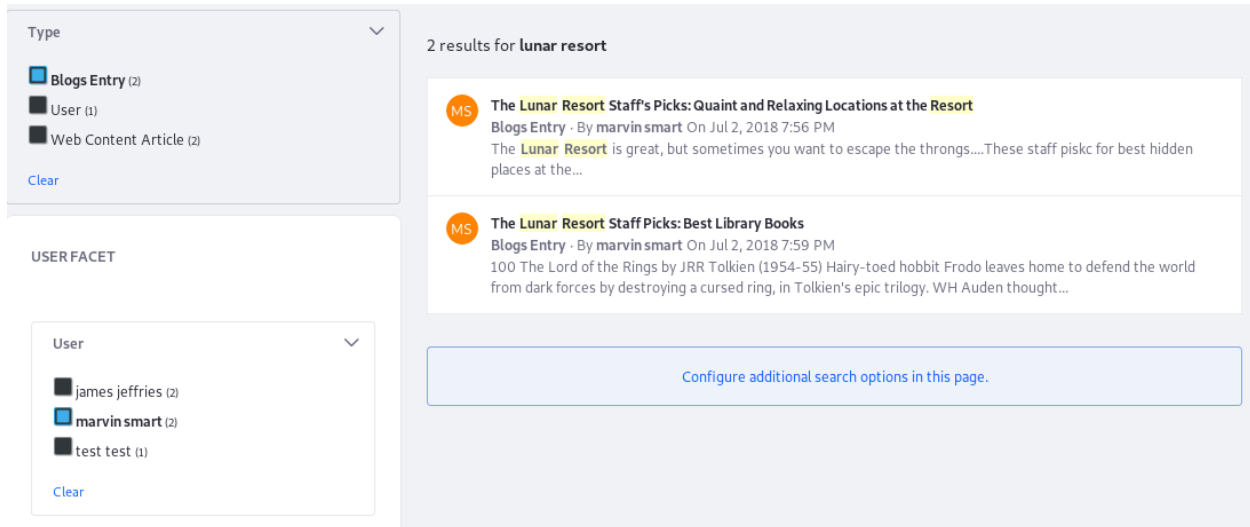 Type
Blogs Entry (2)
User (1)
Web Content Article (2)
Clear
USER FACET
User
james jeffries (2)
marvin smart (2)
test test (1)
Clear
2 results for lunar resort
MS
The Lunar Resort Staff's Picks: Quaint and Relaxing Locations at the Resort
Blogs Entry · By marvin smart On Jul 2, 2018 7:56 PM
The Lunar Resort is great, but sometimes you want to escape the throngs....These staff piskc for best hidden
places at the...
MS
The Lunar Resort Staff Picks: Best Library Books
Blogs Entry · By marvin smart On Jul 2, 2018 7:59 PM
100 The Lord of the Rings by JRR Tolkien (1954-55) Hairy-toed hobbit Frodo leaves home to defend the world
from dark forces by destroying a cursed ring, in Tolkien's epic trilogy. WH Auden thought...
Configure additional search options in this page.